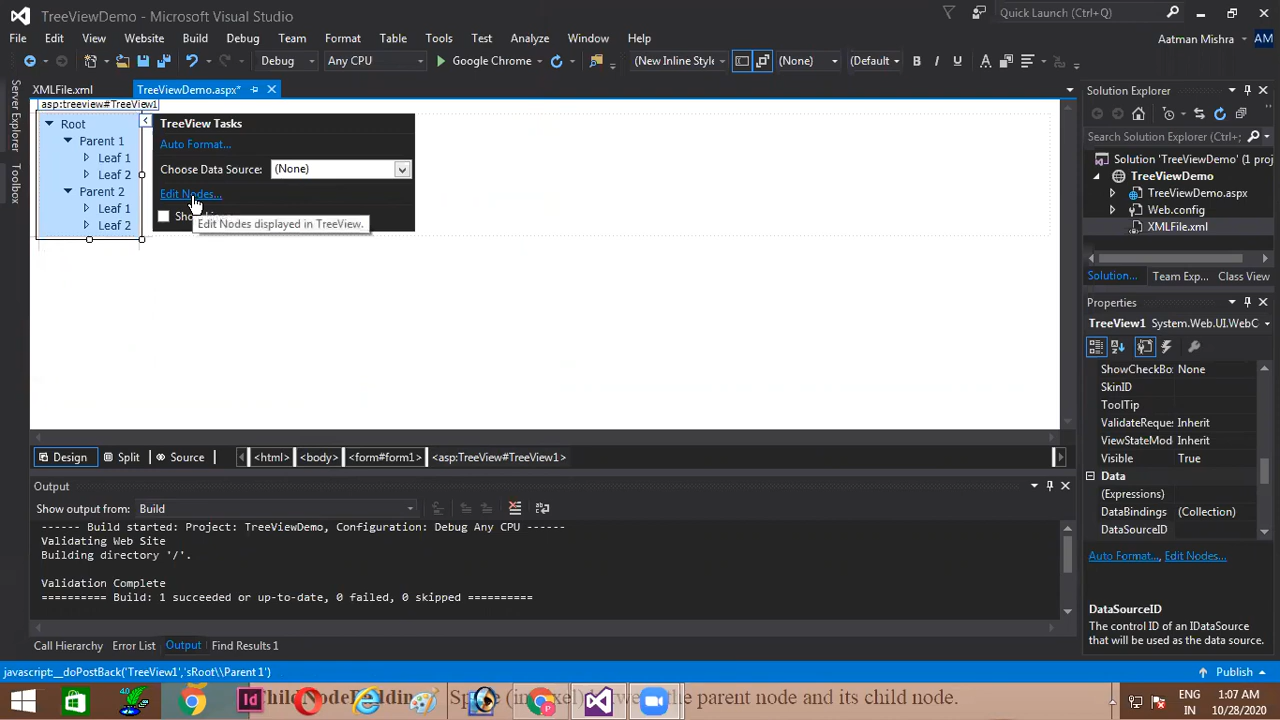 TreeViewDemo - Microsoft Visual Studio
Quick Launch (Ctrl+Q)
File Edit View Website Build Debug Team Format Table Tools Test Analyze Window Help
Aatman Mishra AM
Debug Any CPU Google Chrome (New Inline Style (None) (Default B I U A
XMLFile.xml TreeViewDemo.aspx*
Server Explorer
Toolbox
asp:treeview#TreeView1
Root
Parent 1
Leaf 1
Leaf 2
Parent 2
Leaf 1
Leaf 2
TreeView Tasks
Auto Format...
Choose Data Source: (None)
Edit Nodes...
Edit Nodes displayed in TreeView.
Solution Explorer
Search Solution Explorer (Ctrl+
Solution 'TreeViewDemo' (1 proj
TreeViewDemo
TreeViewDemo.aspx
Web.config
XMLFile.xml
Solution... Team Exp... Class View
Properties
TreeView1 System.Web.UI.WebC
ShowCheckBo: None
SkinID
ToolTip
ValidateReque: Inherit
ViewStateMod Inherit
Visible True
Data
(Expressions)
DataBindings (Collection)
DataSourceID
Auto Format..., Edit Nodes...
DataSourceID
The control ID of an IDataSource that will be used as the data source.
Design Split Source <html> <body> <form#form1> <asp:TreeView#TreeView1>
Output
Show output from: Build
------ Build started: Project: TreeViewDemo, Configuration: Debug Any CPU ------
Validating Web Site
Building directory '/'.
Validation Complete
========== Build: 1 succeeded or up-to-date, 0 failed, 0 skipped ==========
Call Hierarchy Error List Output Find Results 1
javascript:__doPostBack('TreeView1','sRoot\\Parent 1')
Publish
the parent node and its child node.
ENG 1:07 AM
IN 10/28/2020